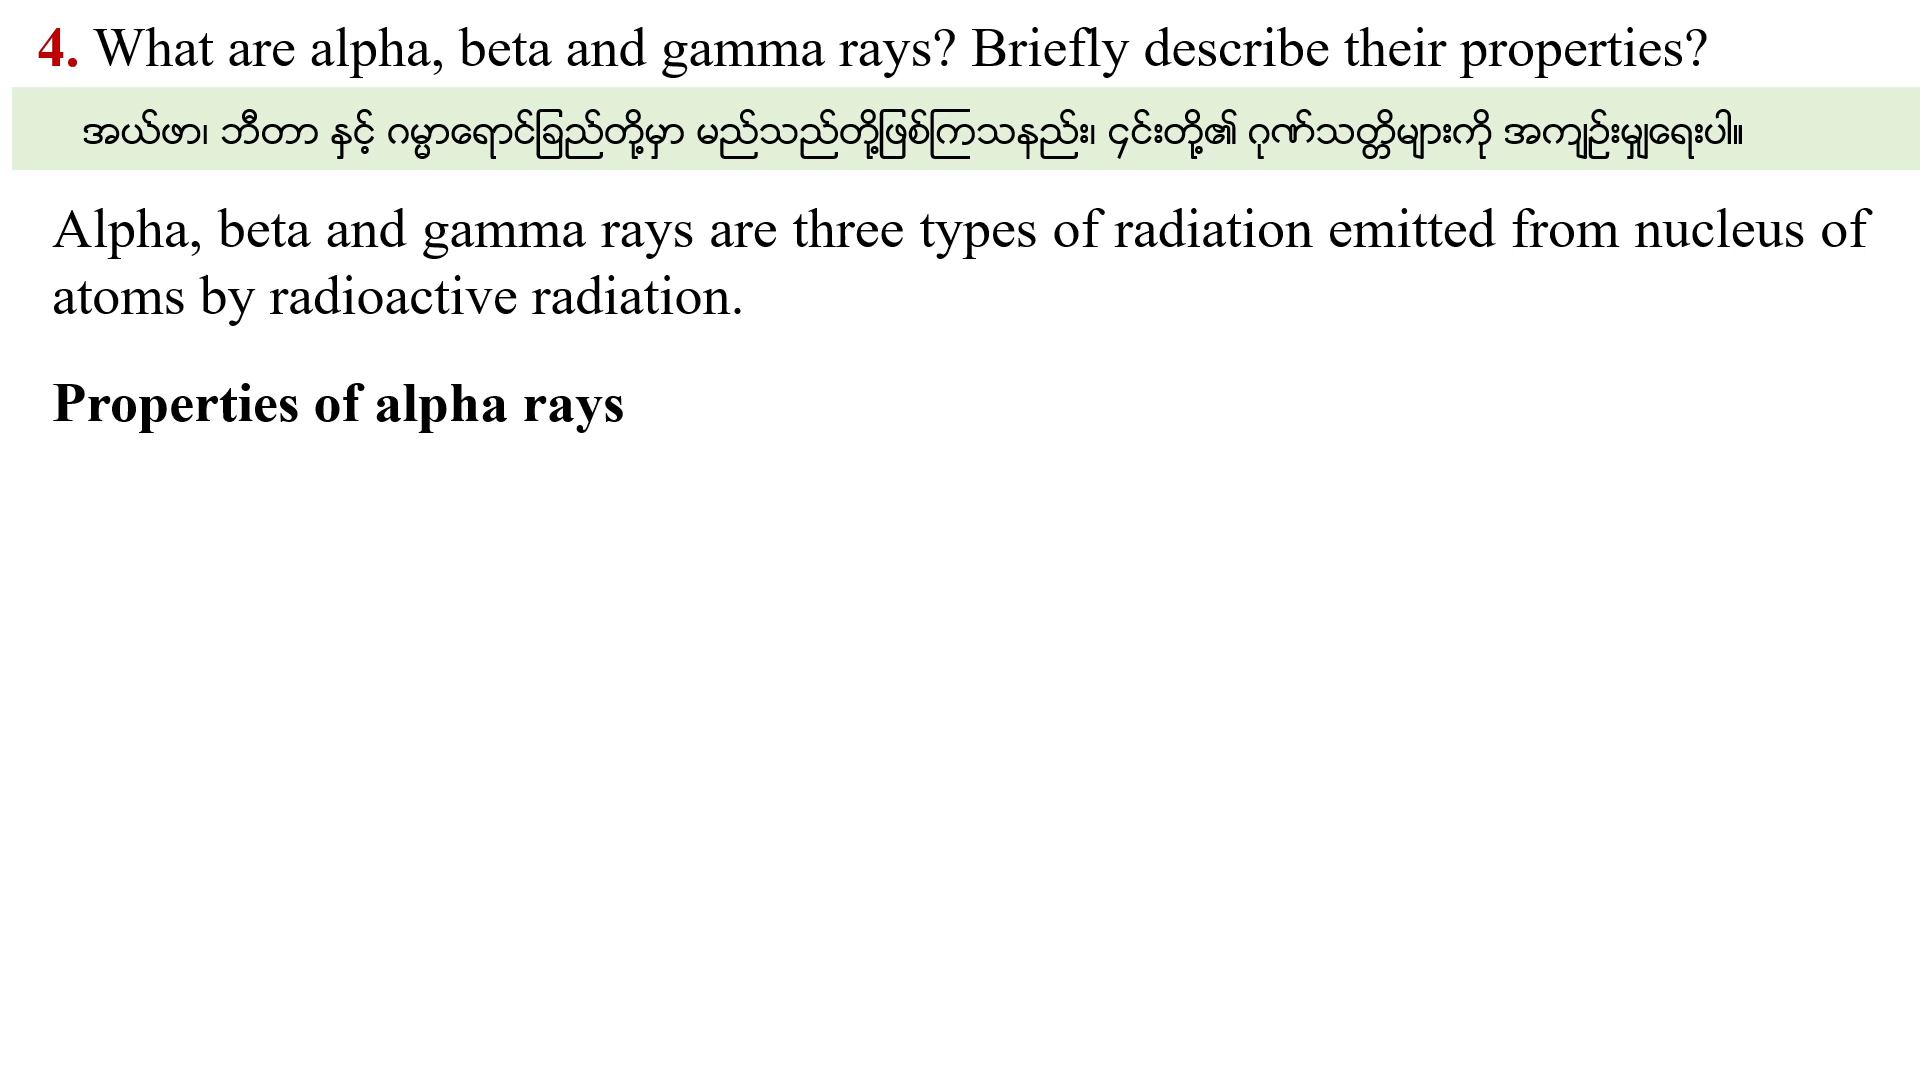 4. What are alpha, beta and gamma rays? Briefly describe their properties?
အယ်ဖာ၊ ဘီတာ နှင့် ဂမ္မာရောင်ခြည်တို့မှာ မည်သည်တို့ဖြစ်ကြသနည်း၊ ၄င်းတို့၏ ဂုဏ်သတ္တိများကို အကျဉ်းမျှရေးပါ။
Alpha, beta and gamma rays are three types of radiation emitted from nucleus of
atoms by radioactive radiation.
Properties of alpha rays